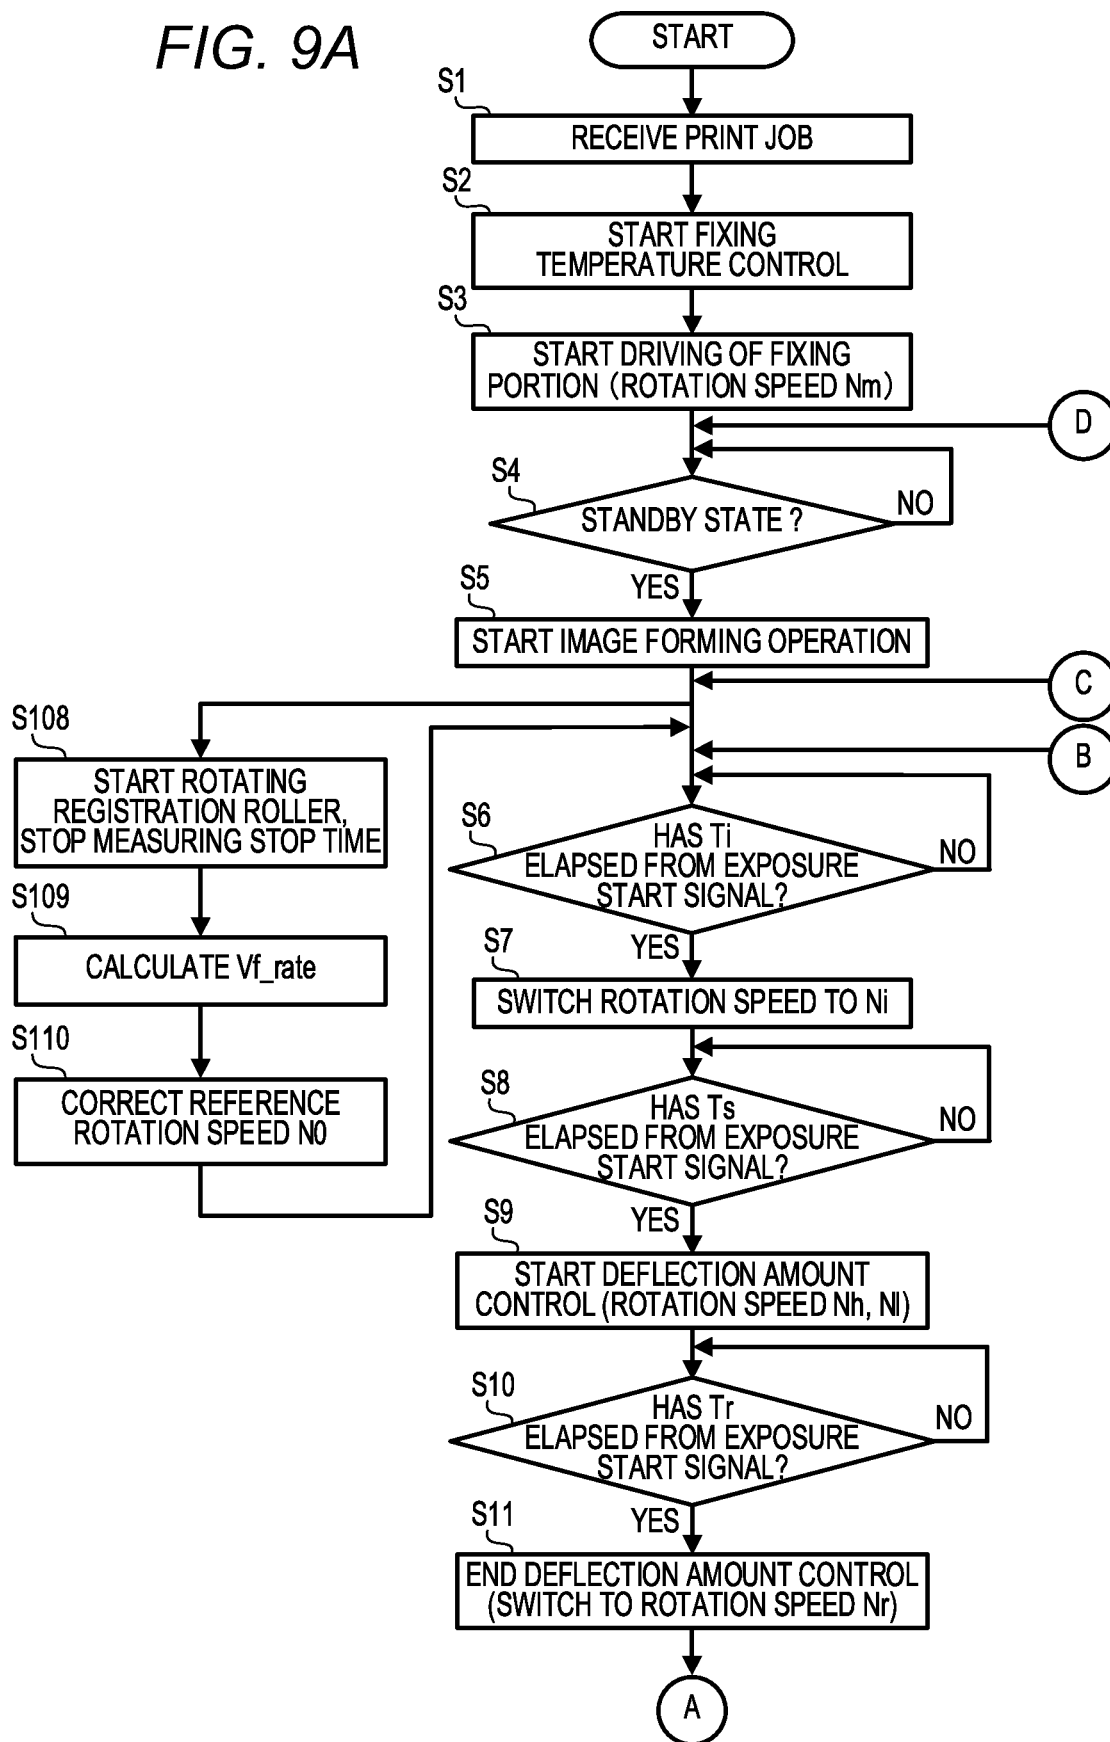 FIG. 9A
START
S1
RECEIVE PRINT JOB
S2
START FIXING
TEMPERATURE CONTROL
S3
START DRIVING OF FIXING
PORTION (ROTATION SPEED Nm)
D
S4
STANDBY STATE ?
NO
YES
S5
START IMAGE FORMING OPERATION
C
S108
START ROTATING
REGISTRATION ROLLER,
STOP MEASURING STOP TIME
B
S6
HAS Ti
ELAPSED FROM EXPOSURE
START SIGNAL?
NO
YES
S109
CALCULATE Vf_rate
S7
SWITCH ROTATION SPEED TO Ni
S110
CORRECT REFERENCE
ROTATION SPEED N0
S8
HAS Ts
ELAPSED FROM EXPOSURE
START SIGNAL?
NO
YES
S9
START DEFLECTION AMOUNT
CONTROL (ROTATION SPEED Nh, Nl)
S10
HAS Tr
ELAPSED FROM EXPOSURE
START SIGNAL?
NO
YES
S11
END DEFLECTION AMOUNT CONTROL
(SWITCH TO ROTATION SPEED Nr)
A